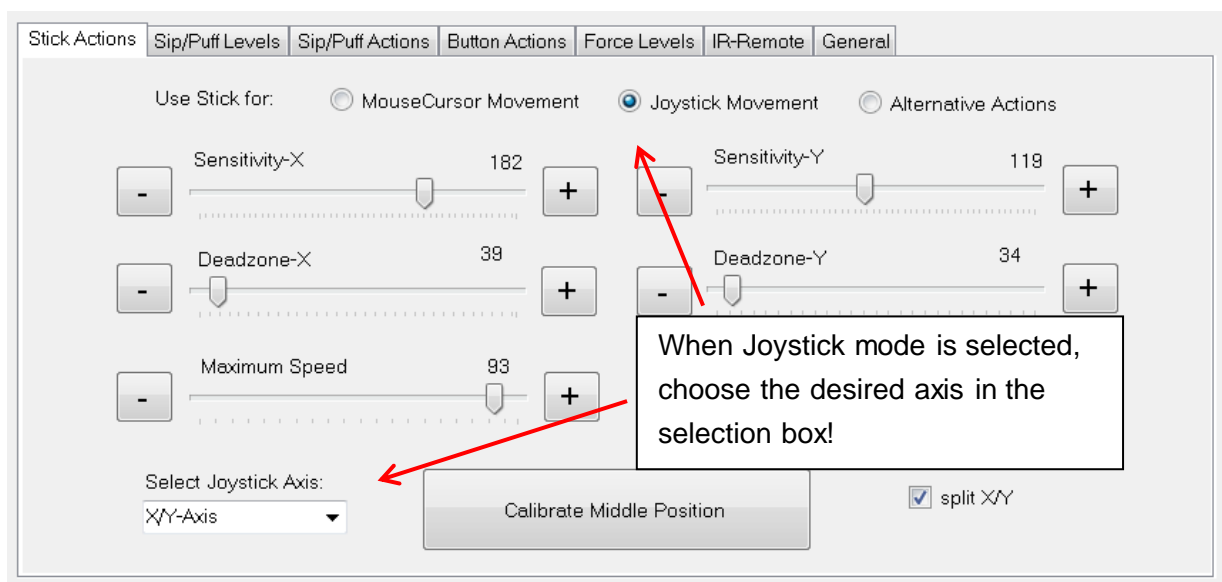 Stick Actions Sip/Puff Levels Sip/Puff Actions Button Actions Force Levels IR-Remote General
Use Stick for: MouseCursor Movement Joystick Movement Alternative Actions
Sensitivity-X 182 Sensitivity-Y 119
- + - +
Deadzone-X 39 Deadzone-Y 34
- + - +
Maximum Speed 93
- +
When Joystick mode is selected,
choose the desired axis in the
selection box!
Select Joystick Axis:
X/Y-Axis
Calibrate Middle Position
split X/Y